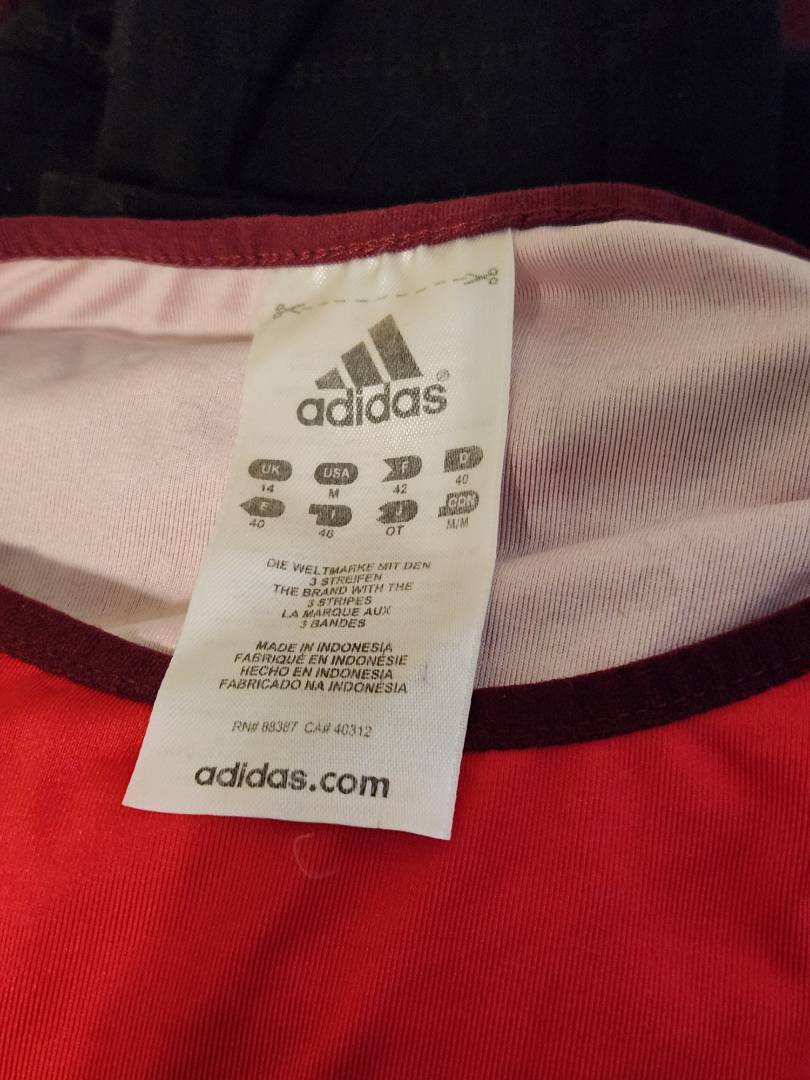 adidas®
UK USA F D
14 M 42 40
E I J CDN
40 46 OT M/M
DIE WELTMARKE MIT DEN
3 STREIFEN
THE BRAND WITH THE
3 STRIPES
LA MARQUE AUX
3 BANDES
MADE IN INDONESIA
FABRIQUÉ EN INDONÉSIE
HECHO EN INDONESIA
FABRICADO NA INDONÉSIA
RN# 88387 CA# 40312
adidas.com